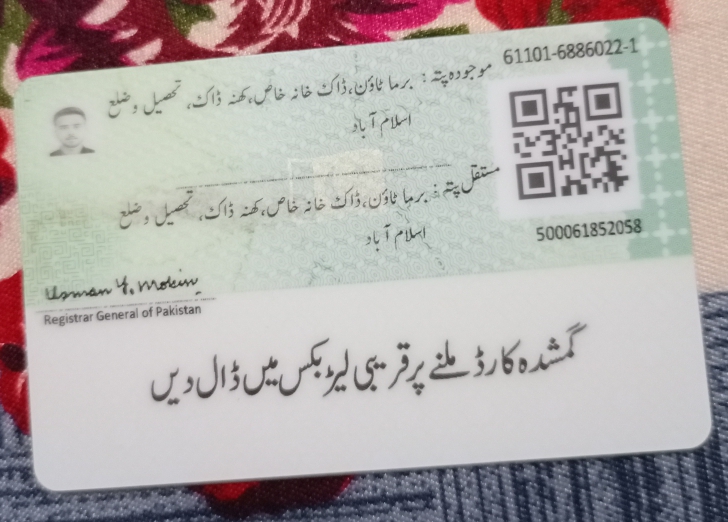 61101-6886022-1
موجودہ پتہ: برما ٹاؤن، ڈاک خانہ خاص، کھنہ ڈاک، تحصیل و ضلع
اسلام آباد
مستقل پتہ: برما ٹاؤن، ڈاک خانہ خاص، کھنہ ڈاک، تحصیل و ضلع
اسلام آباد
500061852058
Usman Y. Mobin
Registrar General of Pakistan
گمشدہ کارڈ ملنے پر قریبی لیٹر بکس میں ڈال دیں